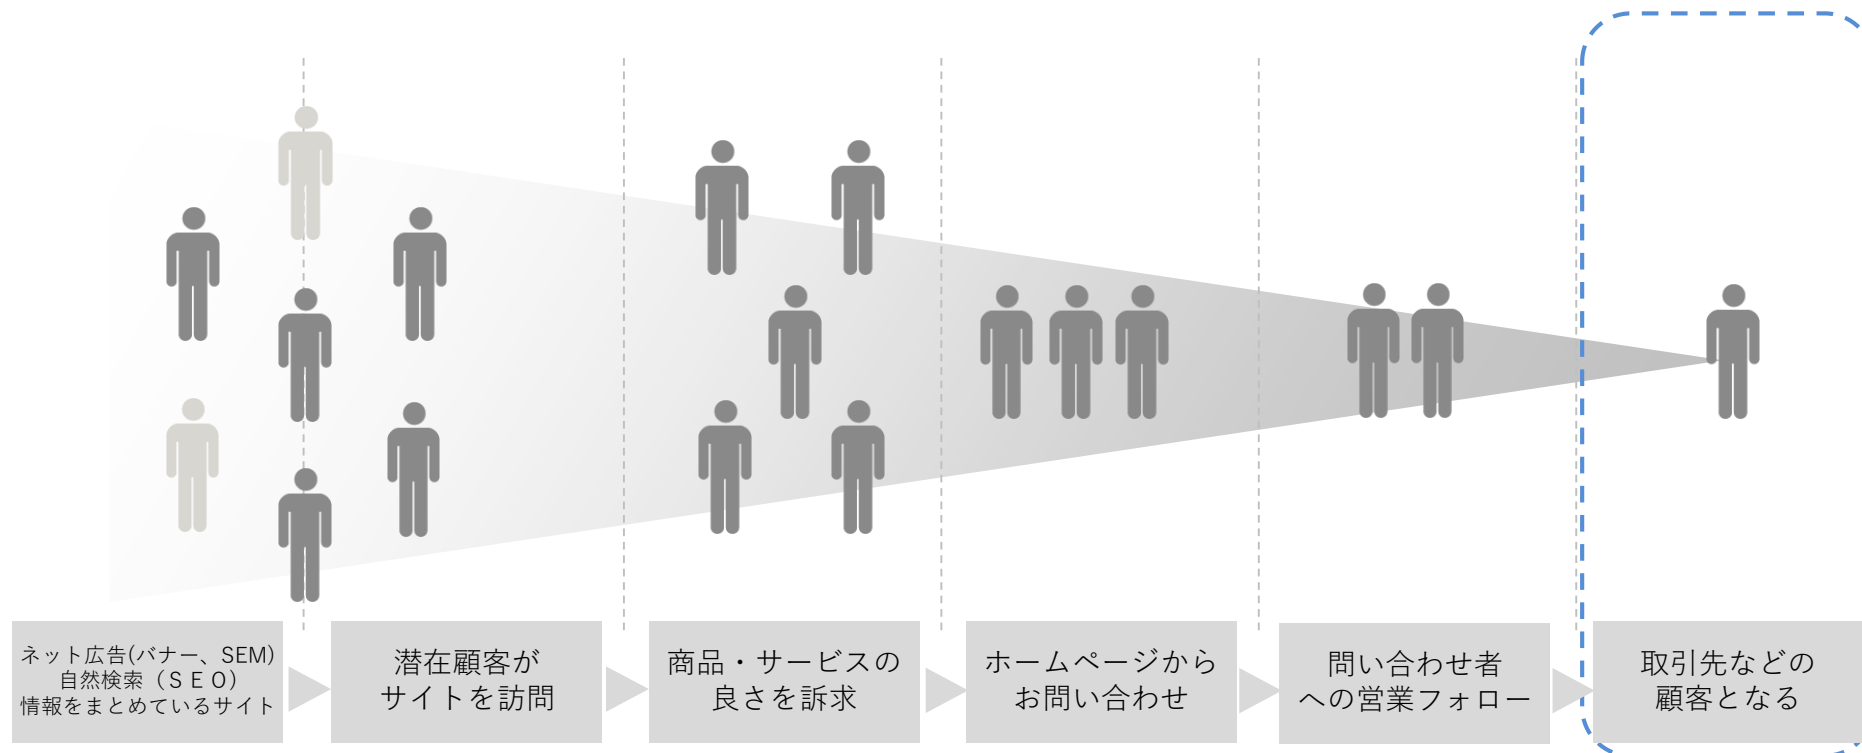 ネット広告(バナー、SEM)
自然検索（ＳＥＯ）
情報をまとめているサイト
潜在顧客が
サイトを訪問
商品・サービスの
良さを訴求
ホームページから
お問い合わせ
問い合わせ者
への営業フォロー
取引先などの
顧客となる